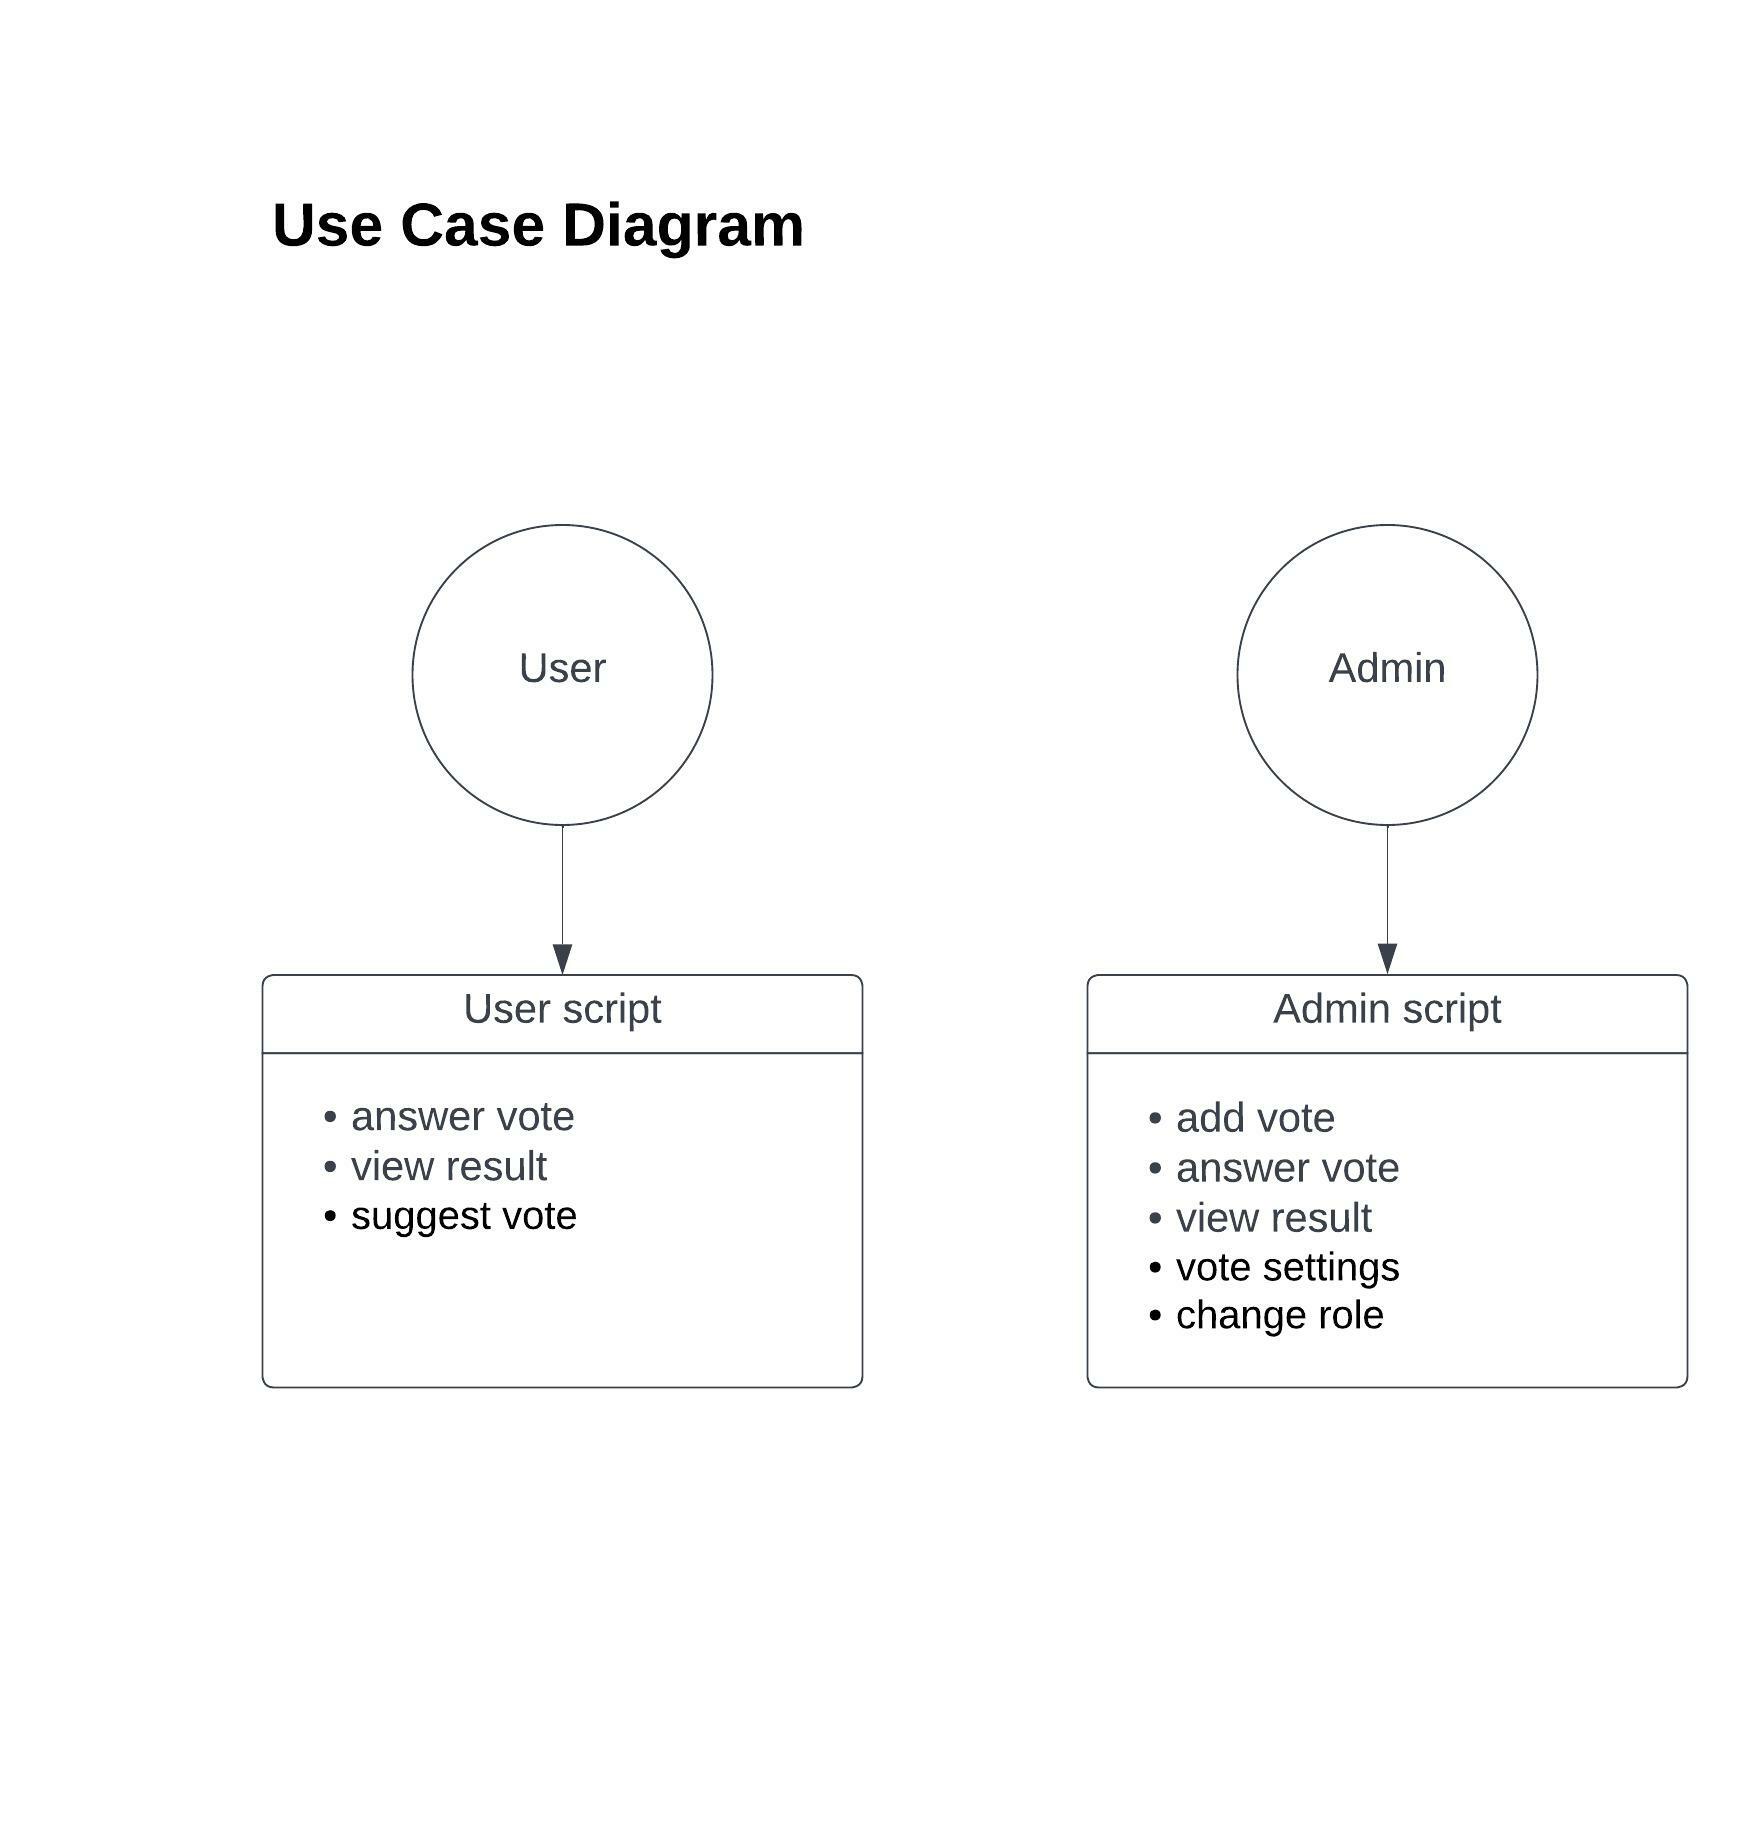 Use Case Diagram
User
Admin
User script
• answer vote
• view result
• suggest vote
Admin script
• add vote
• answer vote
• view result
• vote settings
• change role